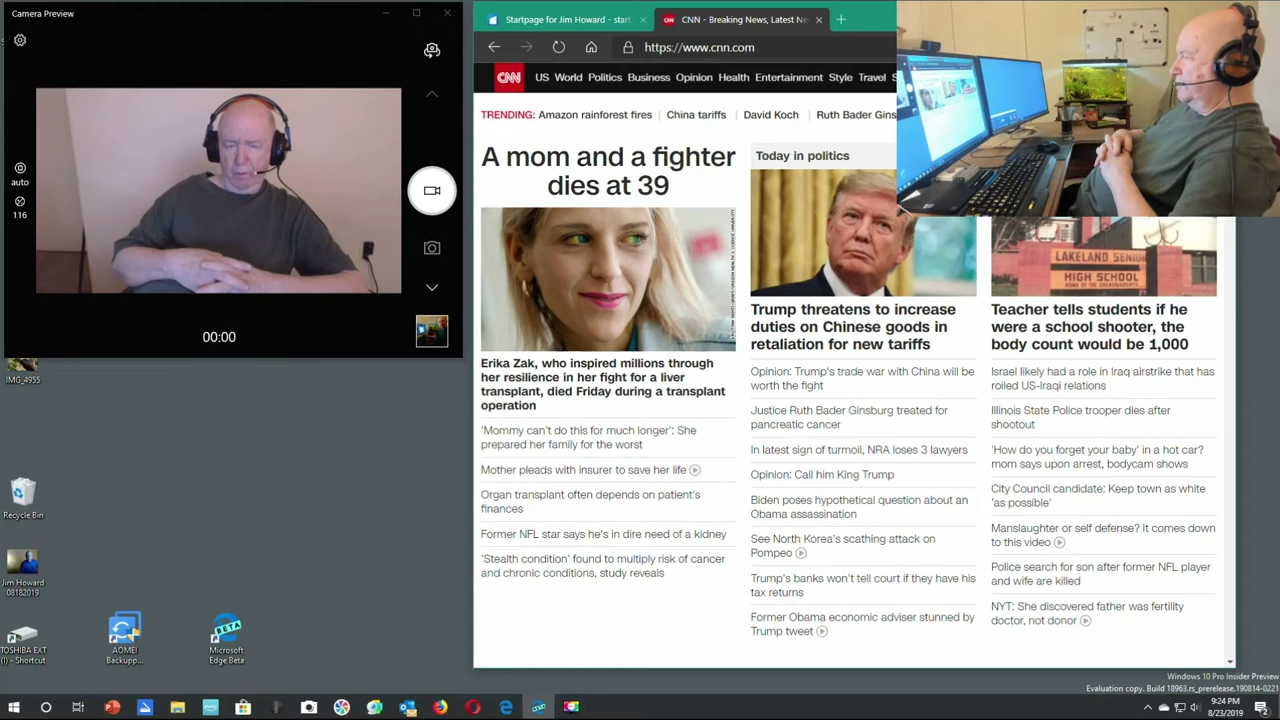 Camera Preview
auto
116
00:00
Startpage for Jim Howard - start
CNN - Breaking News, Latest Ne
https://www.cnn.com
CNN
US World Politics Business Opinion Health Entertainment Style Travel S
TRENDING: Amazon rainforest fires China tariffs David Koch Ruth Bader Gins
A mom and a fighter
dies at 39
Erika Zak, who inspired millions through
her resilience in her fight for a liver
transplant, died Friday during a transplant
operation
'Mommy can't do this for much longer': She
prepared her family for the worst
Mother pleads with insurer to save her life
Organ transplant often depends on patient's
finances
Former NFL star says he's in dire need of a kidney
'Stealth condition' found to multiply risk of cancer
and chronic conditions, study reveals
Today in politics
Trump threatens to increase
duties on Chinese goods in
retaliation for new tariffs
Opinion: Trump's trade war with China will be
worth the fight
Justice Ruth Bader Ginsburg treated for
pancreatic cancer
In latest sign of turmoil, NRA loses 3 lawyers
Opinion: Call him King Trump
Biden poses hypothetical question about an
Obama assassination
See North Korea's scathing attack on
Pompeo
Trump's banks won't tell court if they have his
tax returns
Former Obama economic adviser stunned by
Trump tweet
LAKELAND SENIOR
HIGH SCHOOL
HOME OF THE DREADNAUGHTS
Teacher tells students if he
were a school shooter, the
body count would be 1,000
Israel likely had a role in Iraq airstrike that has
roiled US-Iraqi relations
Illinois State Police trooper dies after
shootout
'How do you forget your baby' in a hot car?
mom says upon arrest, bodycam shows
City Council candidate: Keep town as white
'as possible'
Manslaughter or self defense? It comes down
to this video
Police search for son after former NFL player
and wife are killed
NYT: She discovered father was fertility
doctor, not donor
IMG_4955
Recycle Bin
Jim Howard
08182019
TOSHIBA EXT
(I) - Shortcut
AOMEI
Backupp...
BETA
Microsoft
Edge Beta
Windows 10 Pro Insider Preview
Evaluation copy. Build 18963.rs_prerelease.190814-0221
9:24 PM
8/23/2019
2